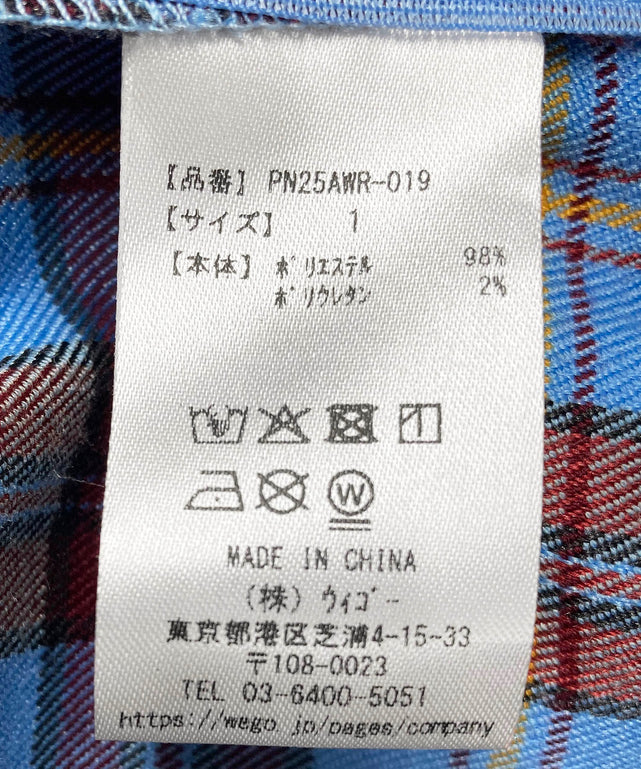 【品番】 PN25AWR-019
【サイズ】 1
【本体】 ﾎﾟﾘｴｽﾃﾙ 98%
ﾎﾟﾘｳﾚﾀﾝ 2%
W
MADE IN CHINA
(株) ｳｨｺﾞｰ
東京都港区芝浦4-15-33
〒108-0023
TEL 03-6400-5051
https://wego.jp/pages/company